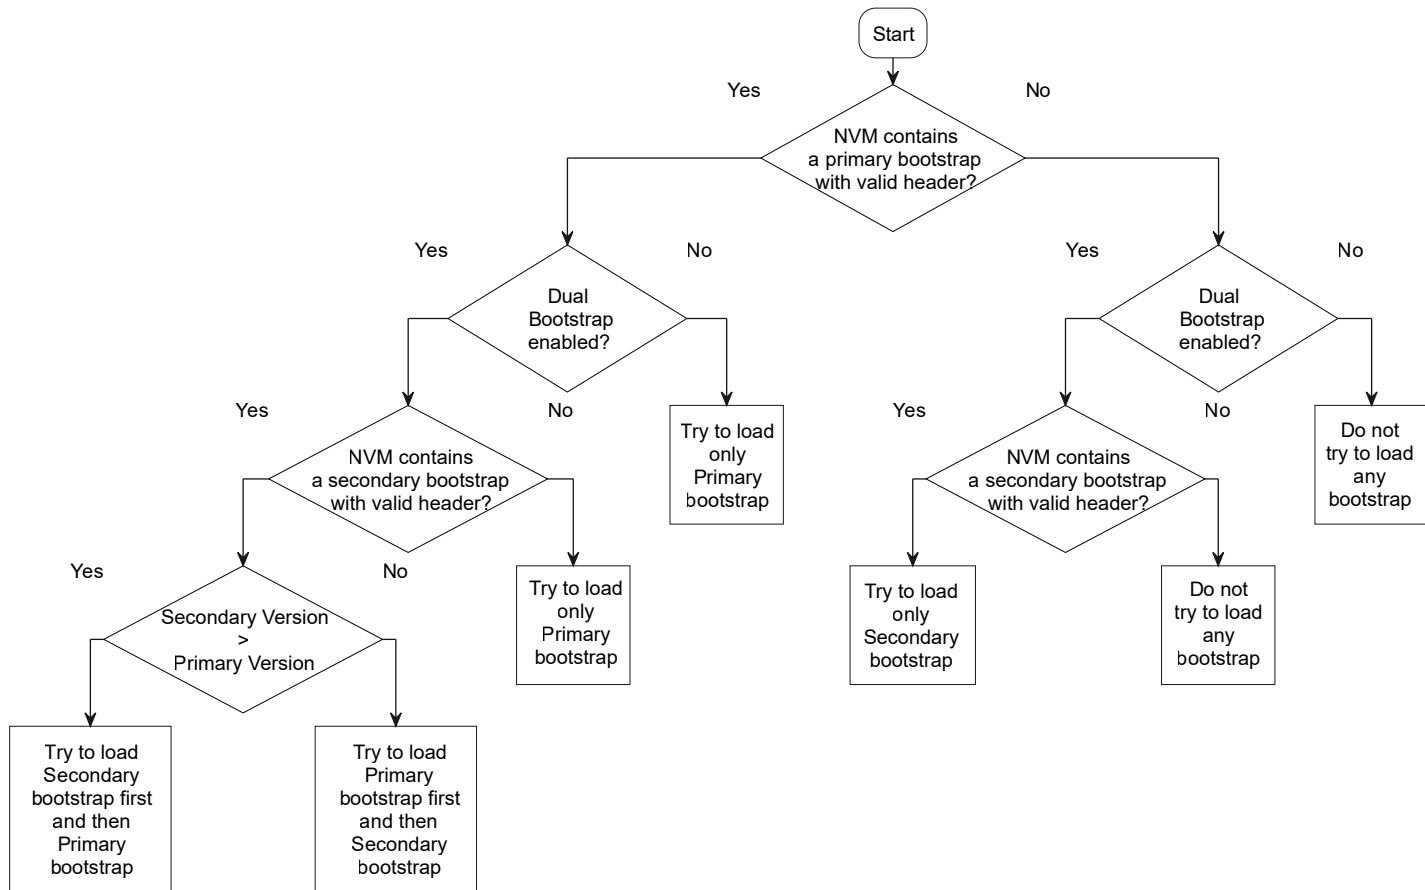 Start
Yes
No
NVM contains
a primary bootstrap
with valid header?
Yes
No
Yes
No
Dual
Bootstrap
enabled?
Dual
Bootstrap
enabled?
Yes
No
Yes
No
Try to load
only
Primary
bootstrap
Do not
try to load
any
bootstrap
NVM contains
a secondary bootstrap
with valid header?
NVM contains
a secondary bootstrap
with valid header?
Yes
No
Try to load
only
Primary
bootstrap
Try to load
only
Secondary
bootstrap
Do not
try to load
any
bootstrap
Secondary Version
>
Primary Version
Try to load
Secondary
bootstrap first
and then
Primary
bootstrap
Try to load
Primary
bootstrap first
and then
Secondary
bootstrap